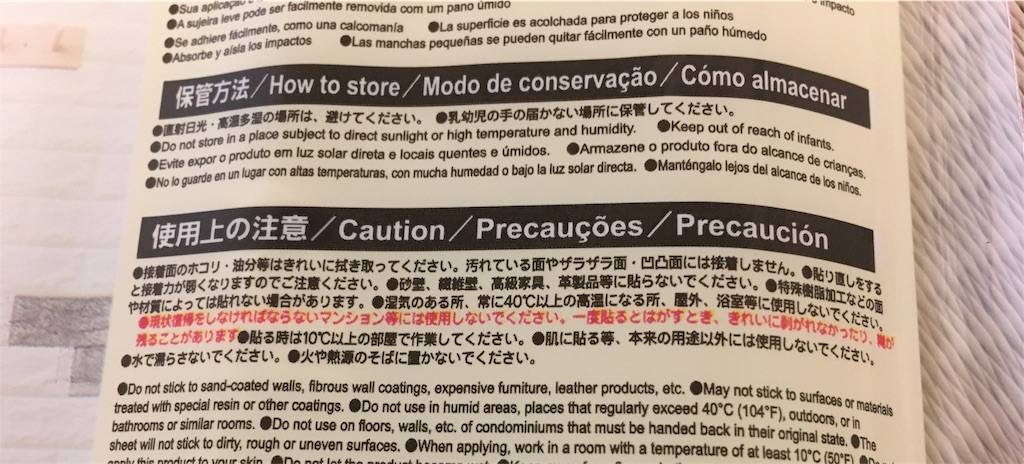 ●Sua aplicação
impacto
●A sujeira leve pode ser facilmente removida com um pano úmido
●Se adhiere fácilmente, como una calcomanía ●La superficie es acolchada para proteger a los niños
●Absorbe y aísla los impactos ●Las manchas pequeñas se pueden quitar fácilmente con un paño húmedo
保管方法／How to store／Modo de conservação／Cómo almacenar
●直射日光・高温多湿の場所は、避けてください。 ●乳幼児の手の届かない場所に保管してください。
●Do not store in a place subject to direct sunlight or high temperature and humidity. ●Keep out of reach of infants.
●Evite expor o produto em luz solar direta e locais quentes e úmidos. ●Armazene o produto fora do alcance de crianças.
●No lo guarde en un lugar con altas temperaturas, con mucha humedad o bajo la luz solar directa. ●Manténgalo lejos del alcance de los niños.
使用上の注意／Caution／Precauções／Precaución
●接着面のホコリ・油分等はきれいに拭き取ってください。汚れている面やザラザラ面・凹凸面には接着しません。●貼り直しをする
と接着力が弱くなりますのでご注意ください。●砂壁、繊維壁、高級家具、革製品等に貼らないでください。●特殊樹脂加工などの面
や材質によっては貼れない場合があります。●湿気のある所、常に40℃以上の高温になる所、屋外、浴室等に使用しないでください。
●現状復帰をしなければならないマンション等には使用しないでください。一度貼るとはがすとき、きれいに剥がれなかったり、糊が
残ることがあります●貼る時は10℃以上の部屋で作業してください。●肌に貼る等、本来の用途以外には使用しないでください。
●水で濡らさないでください。●火や熱源のそばに置かないでください。
●Do not stick to sand-coated walls, fibrous wall coatings, expensive furniture, leather products, etc. ●May not stick to surfaces or materials
treated with special resin or other coatings. ●Do not use in humid areas, places that regularly exceed 40°C (104°F), outdoors, or in
bathrooms or similar rooms. ●Do not use on floors, walls, etc. of condominiums that must be handed back in their original state. ●The
sheet will not stick to dirty, rough or uneven surfaces. ●When applying, work in a room with a temperature of at least 10°C (50°F)
apply this product to your skin. ●Do not let the product become wet.